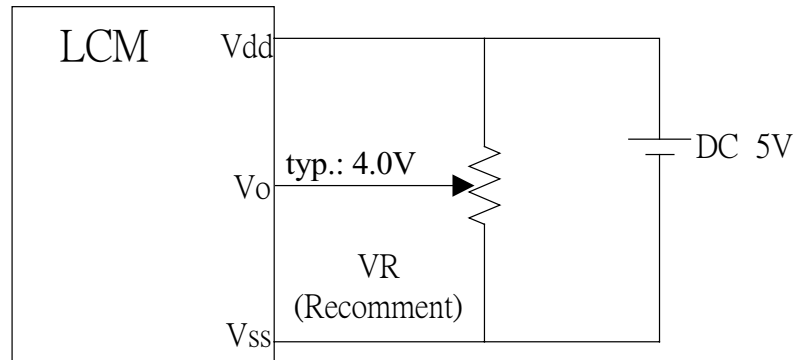 LCM
Vdd
DC 5V
typ.: 4.0V
Vo
VR
(Recomment)
Vss